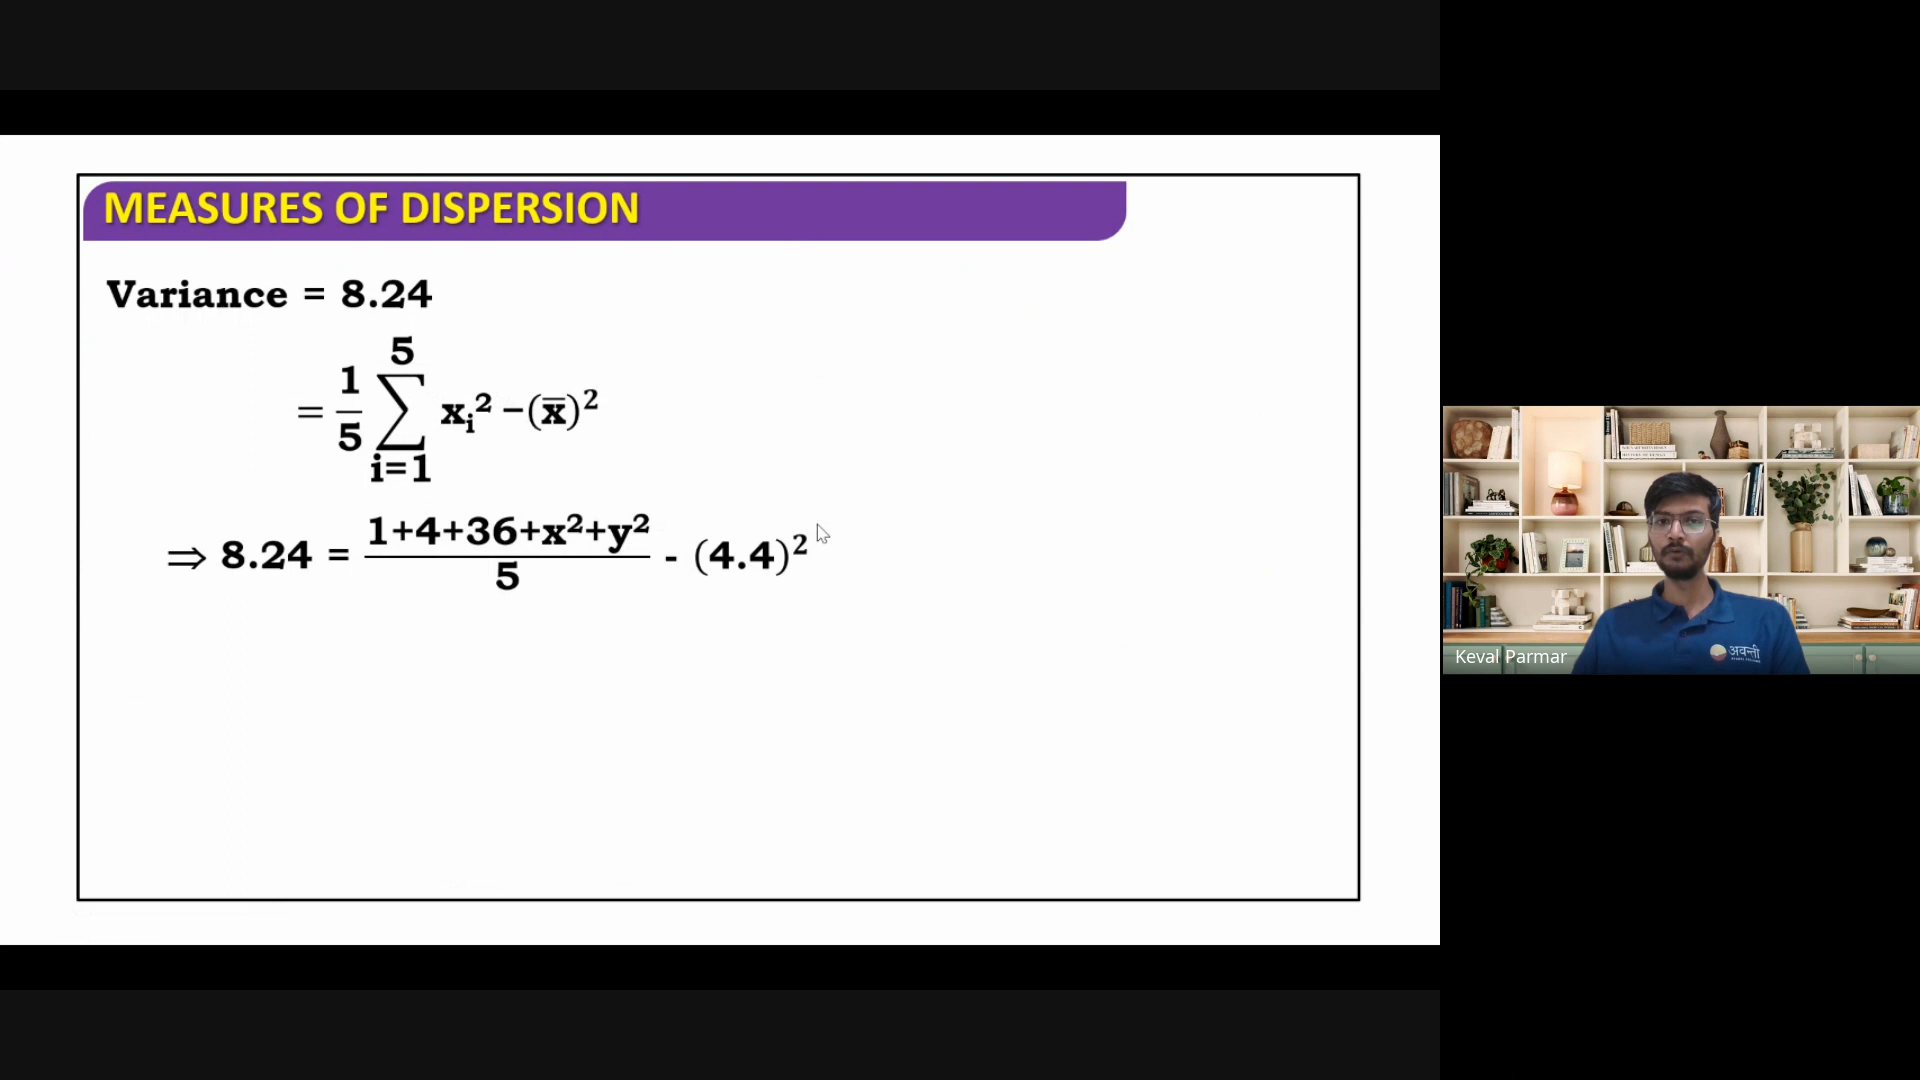 MEASURES OF DISPERSION
Variance = 8.24
= 1/5 ∑_{i=1}^{5} xᵢ² −(x̅)²
⇒ 8.24 = (1+4+36+x²+y²)/5 - (4.4)²
Keval Parmar
अवन्ती